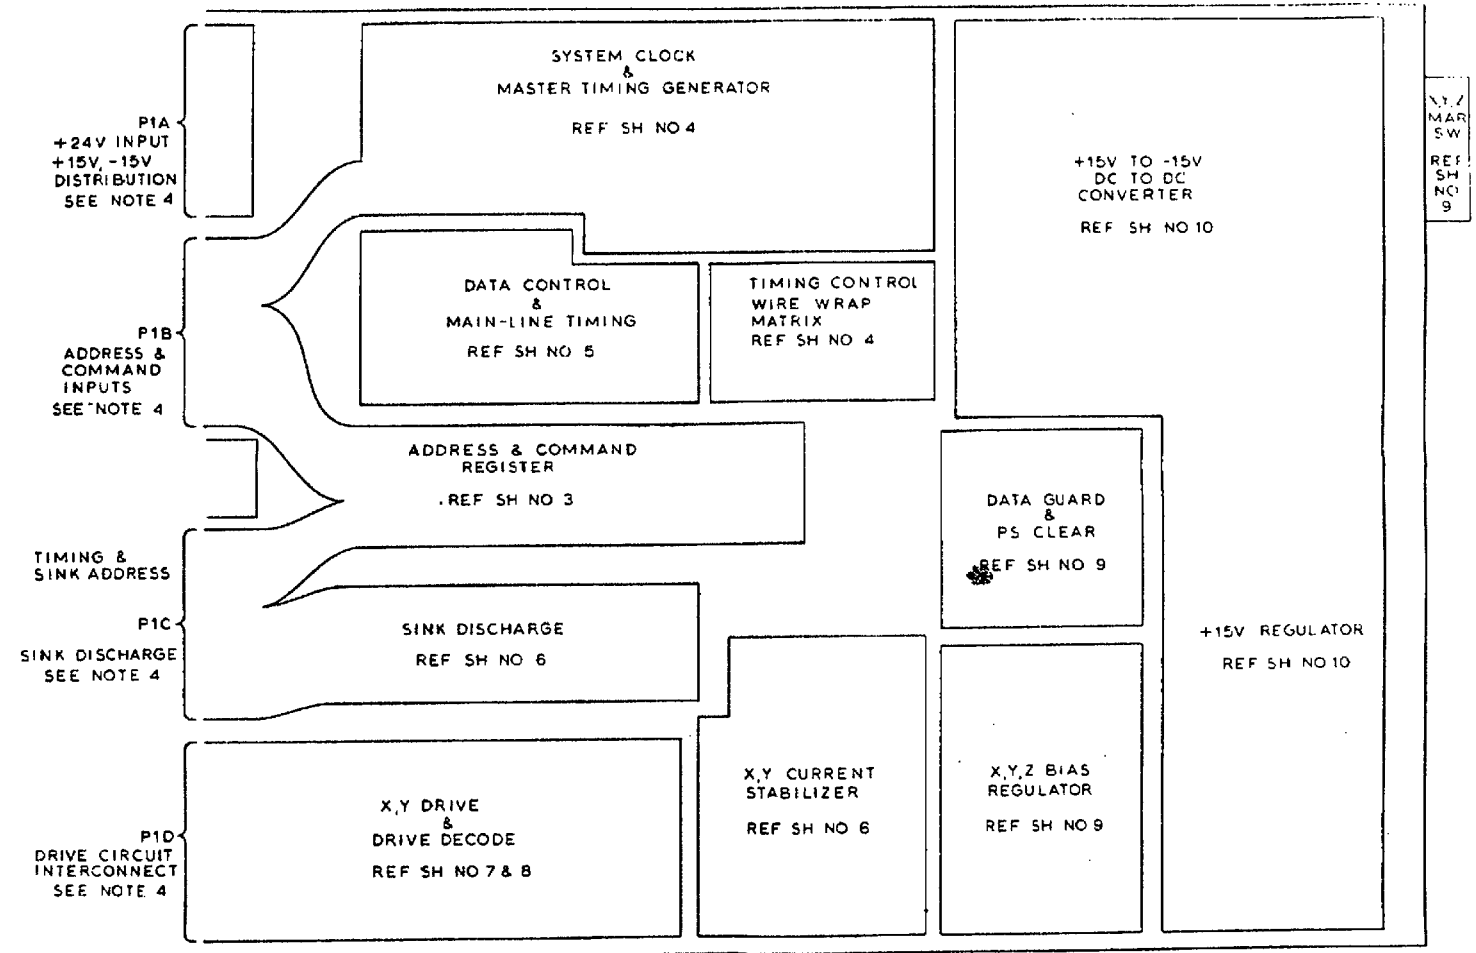 SYSTEM CLOCK
&
MASTER TIMING GENERATOR
REF SH NO 4
P1A
+24V INPUT
+15V, -15V
DISTRIBUTION
SEE NOTE 4
+15V TO -15V
DC TO DC
CONVERTER
REF SH NO 10
X,Y,Z
MAR
SW
REF
SH
NO
9
DATA CONTROL
&
MAIN-LINE TIMING
REF SH NO 5
TIMING CONTROL
WIRE WRAP
MATRIX
REF SH NO 4
P1B
ADDRESS &
COMMAND
INPUTS
SEE NOTE 4
ADDRESS & COMMAND
REGISTER
REF SH NO 3
DATA GUARD
&
PS CLEAR
REF SH NO 9
TIMING &
SINK ADDRESS
P1C
SINK DISCHARGE
SEE NOTE 4
SINK DISCHARGE
REF SH NO 6
+15V REGULATOR
REF SH NO 10
X,Y CURRENT
STABILIZER
REF SH NO 6
X,Y,Z BIAS
REGULATOR
REF SH NO 9
X,Y DRIVE
&
DRIVE DECODE
REF SH NO 7 & 8
P1D
DRIVE CIRCUIT
INTERCONNECT
SEE NOTE 4